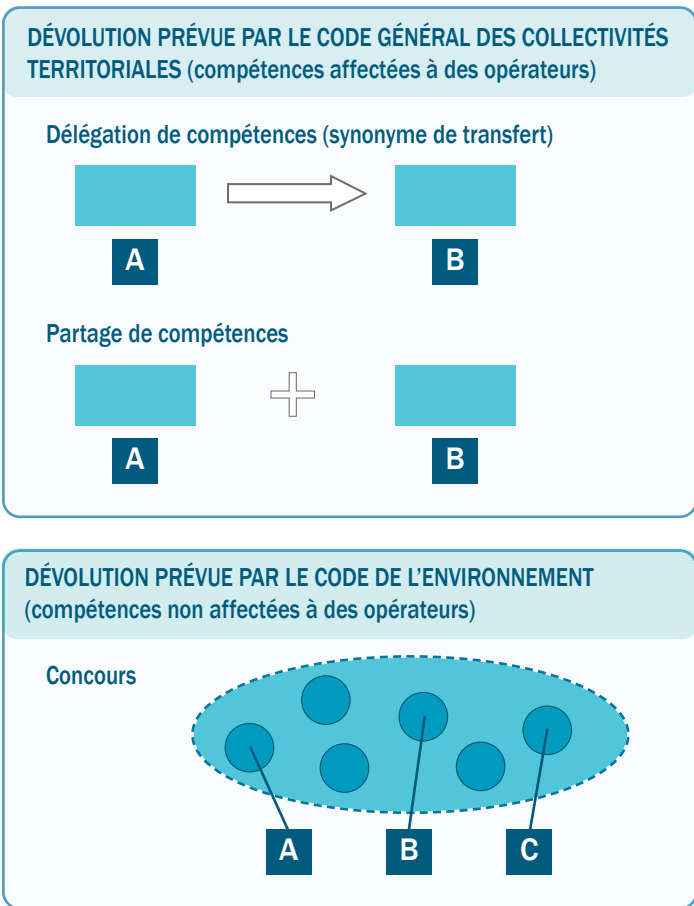 DÉVOLUTION PRÉVUE PAR LE CODE GÉNÉRAL DES COLLECTIVITÉS
TERRITORIALES (compétences affectées à des opérateurs)
Délégation de compétences (synonyme de transfert)
A B
Partage de compétences
A B
DÉVOLUTION PRÉVUE PAR LE CODE DE L'ENVIRONNEMENT
(compétences non affectées à des opérateurs)
Concours
A B C